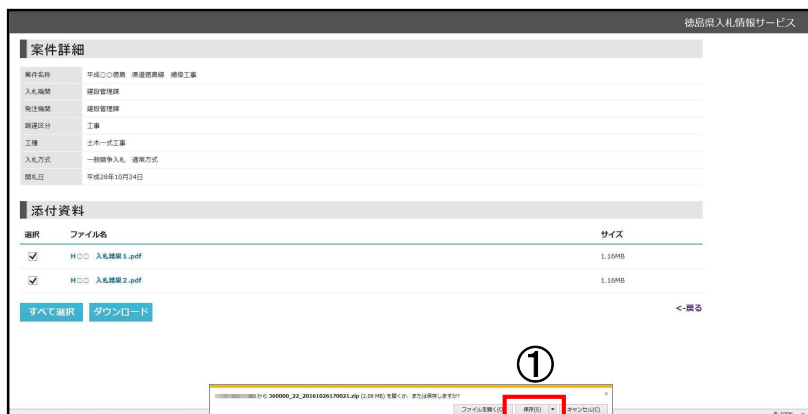 徳島県入札情報サービス
案件詳細
案件名称 平成○○徳島 県道徳島線 補修工事
入札機関 建設管理課
発注機関 建設管理課
調達区分 工事
工種 土木一式工事
入札方式 一般競争入札 通常方式
開札日 平成28年10月24日
添付資料
選択 ファイル名 サイズ
H○○ 入札結果1.pdf 1.16MB
H○○ 入札結果2.pdf 1.16MB
すべて選択 ダウンロード <-戻る
①
から 360000_22_20161026170021.zip (2.06 MB) を開くか、または保存しますか?
ファイルを開く(O) 保存(S) キャンセル(C)
100%